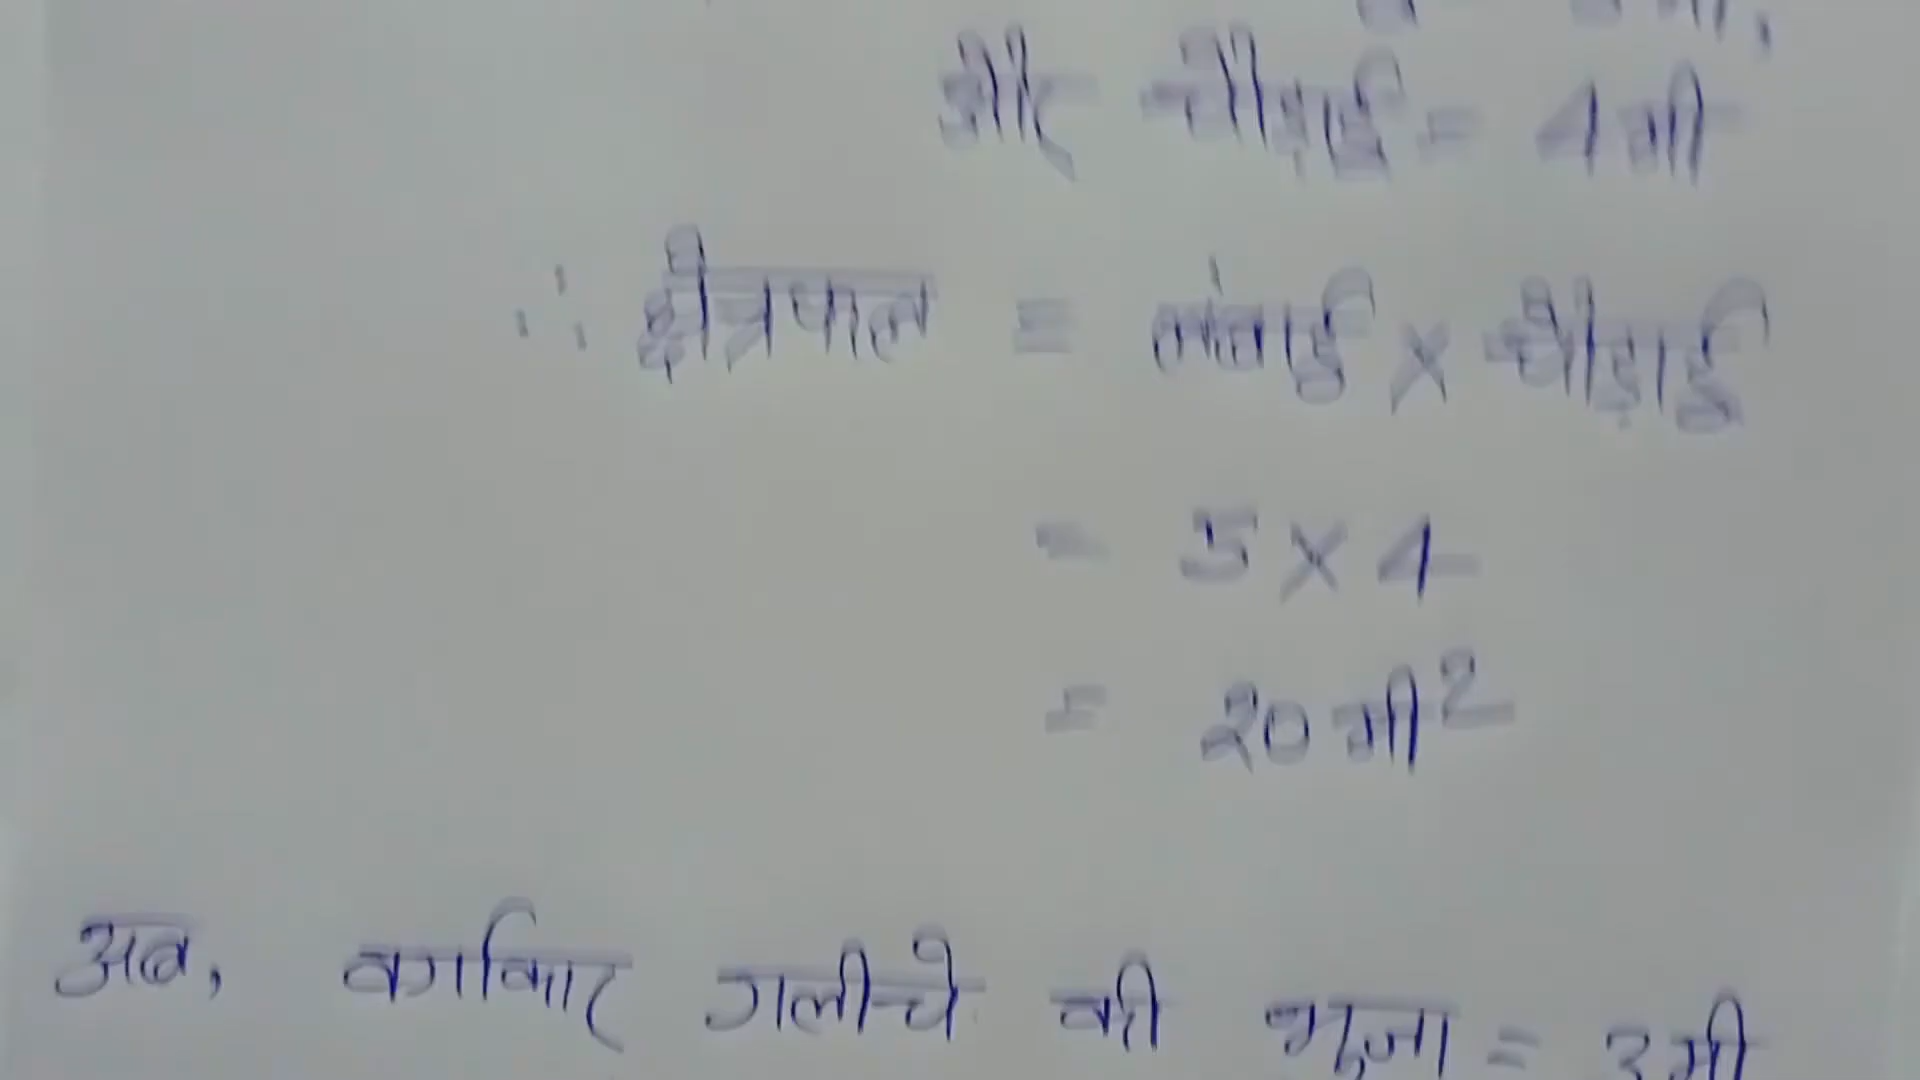 और चौड़ाई = 4 मी
∴ क्षेत्रफल = लंबाई × चौड़ाई
= 5 × 4
= 20 मी²
अब, वर्गाकार गलीचे की भुजा = 3 मी